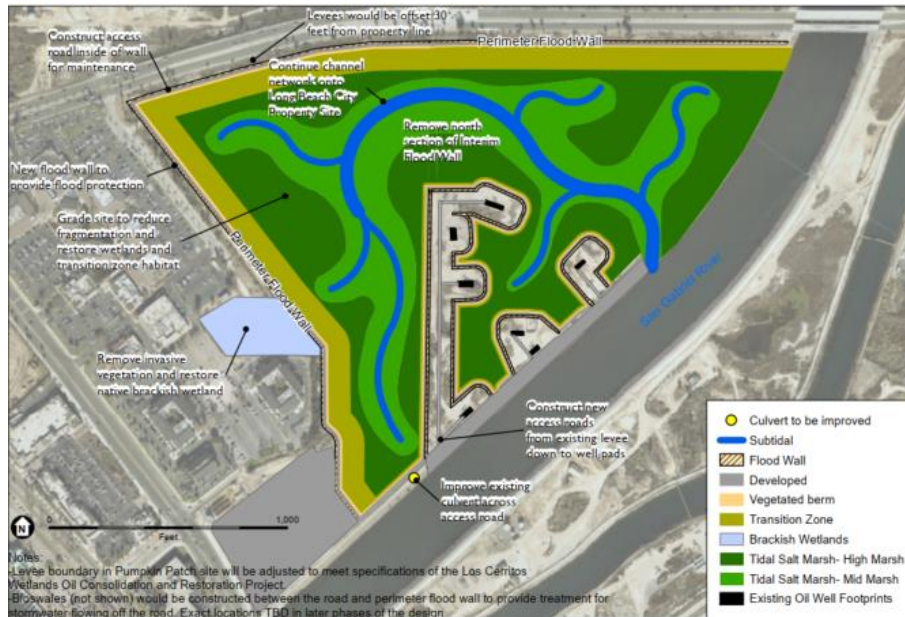 Levees would be offset 30'
feet from property line
Construct access
road inside of wall
for maintenance
Perimeter Flood Wall
Continue channel
network onto
Long Beach City
Property Site
Remove north
section of Interim
Flood Wall
New flood wall to
provide flood protection
Grade site to reduce
fragmentation and
restore wetlands and
transition zone habitat
Perimeter Flood Wall
San Gabriel River
Remove invasive
vegetation and restore
native brackish wetland
Construct new
access roads
from existing levee
down to well pads
Improve existing
culvert across
access road
N
0 1,000
Feet
Notes:
-Levee boundary in Pumpkin Patch site will be adjusted to meet specifications of the Los Cerritos
Wetlands Oil Consolidation and Restoration Project.
-Bioswales (not shown) would be constructed between the road and perimeter flood wall to provide treatment for
stormwater flowing off the road. Exact locations TBD in later phases of the design
Culvert to be improved
Subtidal
Flood Wall
Developed
Vegetated berm
Transition Zone
Brackish Wetlands
Tidal Salt Marsh- High Marsh
Tidal Salt Marsh- Mid Marsh
Existing Oil Well Footprints